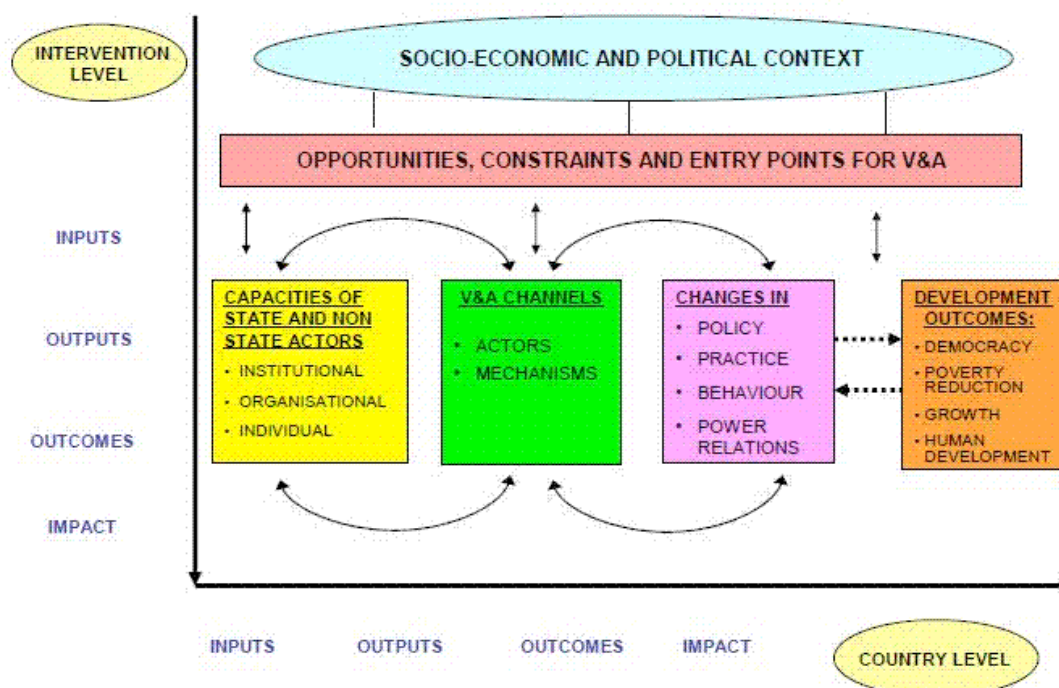 INTERVENTION
LEVEL
SOCIO-ECONOMIC AND POLITICAL CONTEXT
OPPORTUNITIES, CONSTRAINTS AND ENTRY POINTS FOR V&A
INPUTS
OUTPUTS
OUTCOMES
IMPACT
CAPACITIES OF
STATE AND NON
STATE ACTORS
• INSTITUTIONAL
• ORGANISATIONAL
• INDIVIDUAL
V&A CHANNELS
• ACTORS
• MECHANISMS
CHANGES IN
• POLICY
• PRACTICE
• BEHAVIOUR
• POWER
RELATIONS
DEVELOPMENT
OUTCOMES:
• DEMOCRACY
• POVERTY
REDUCTION
• GROWTH
• HUMAN
DEVELOPMENT
INPUTS
OUTPUTS
OUTCOMES
IMPACT
COUNTRY LEVEL